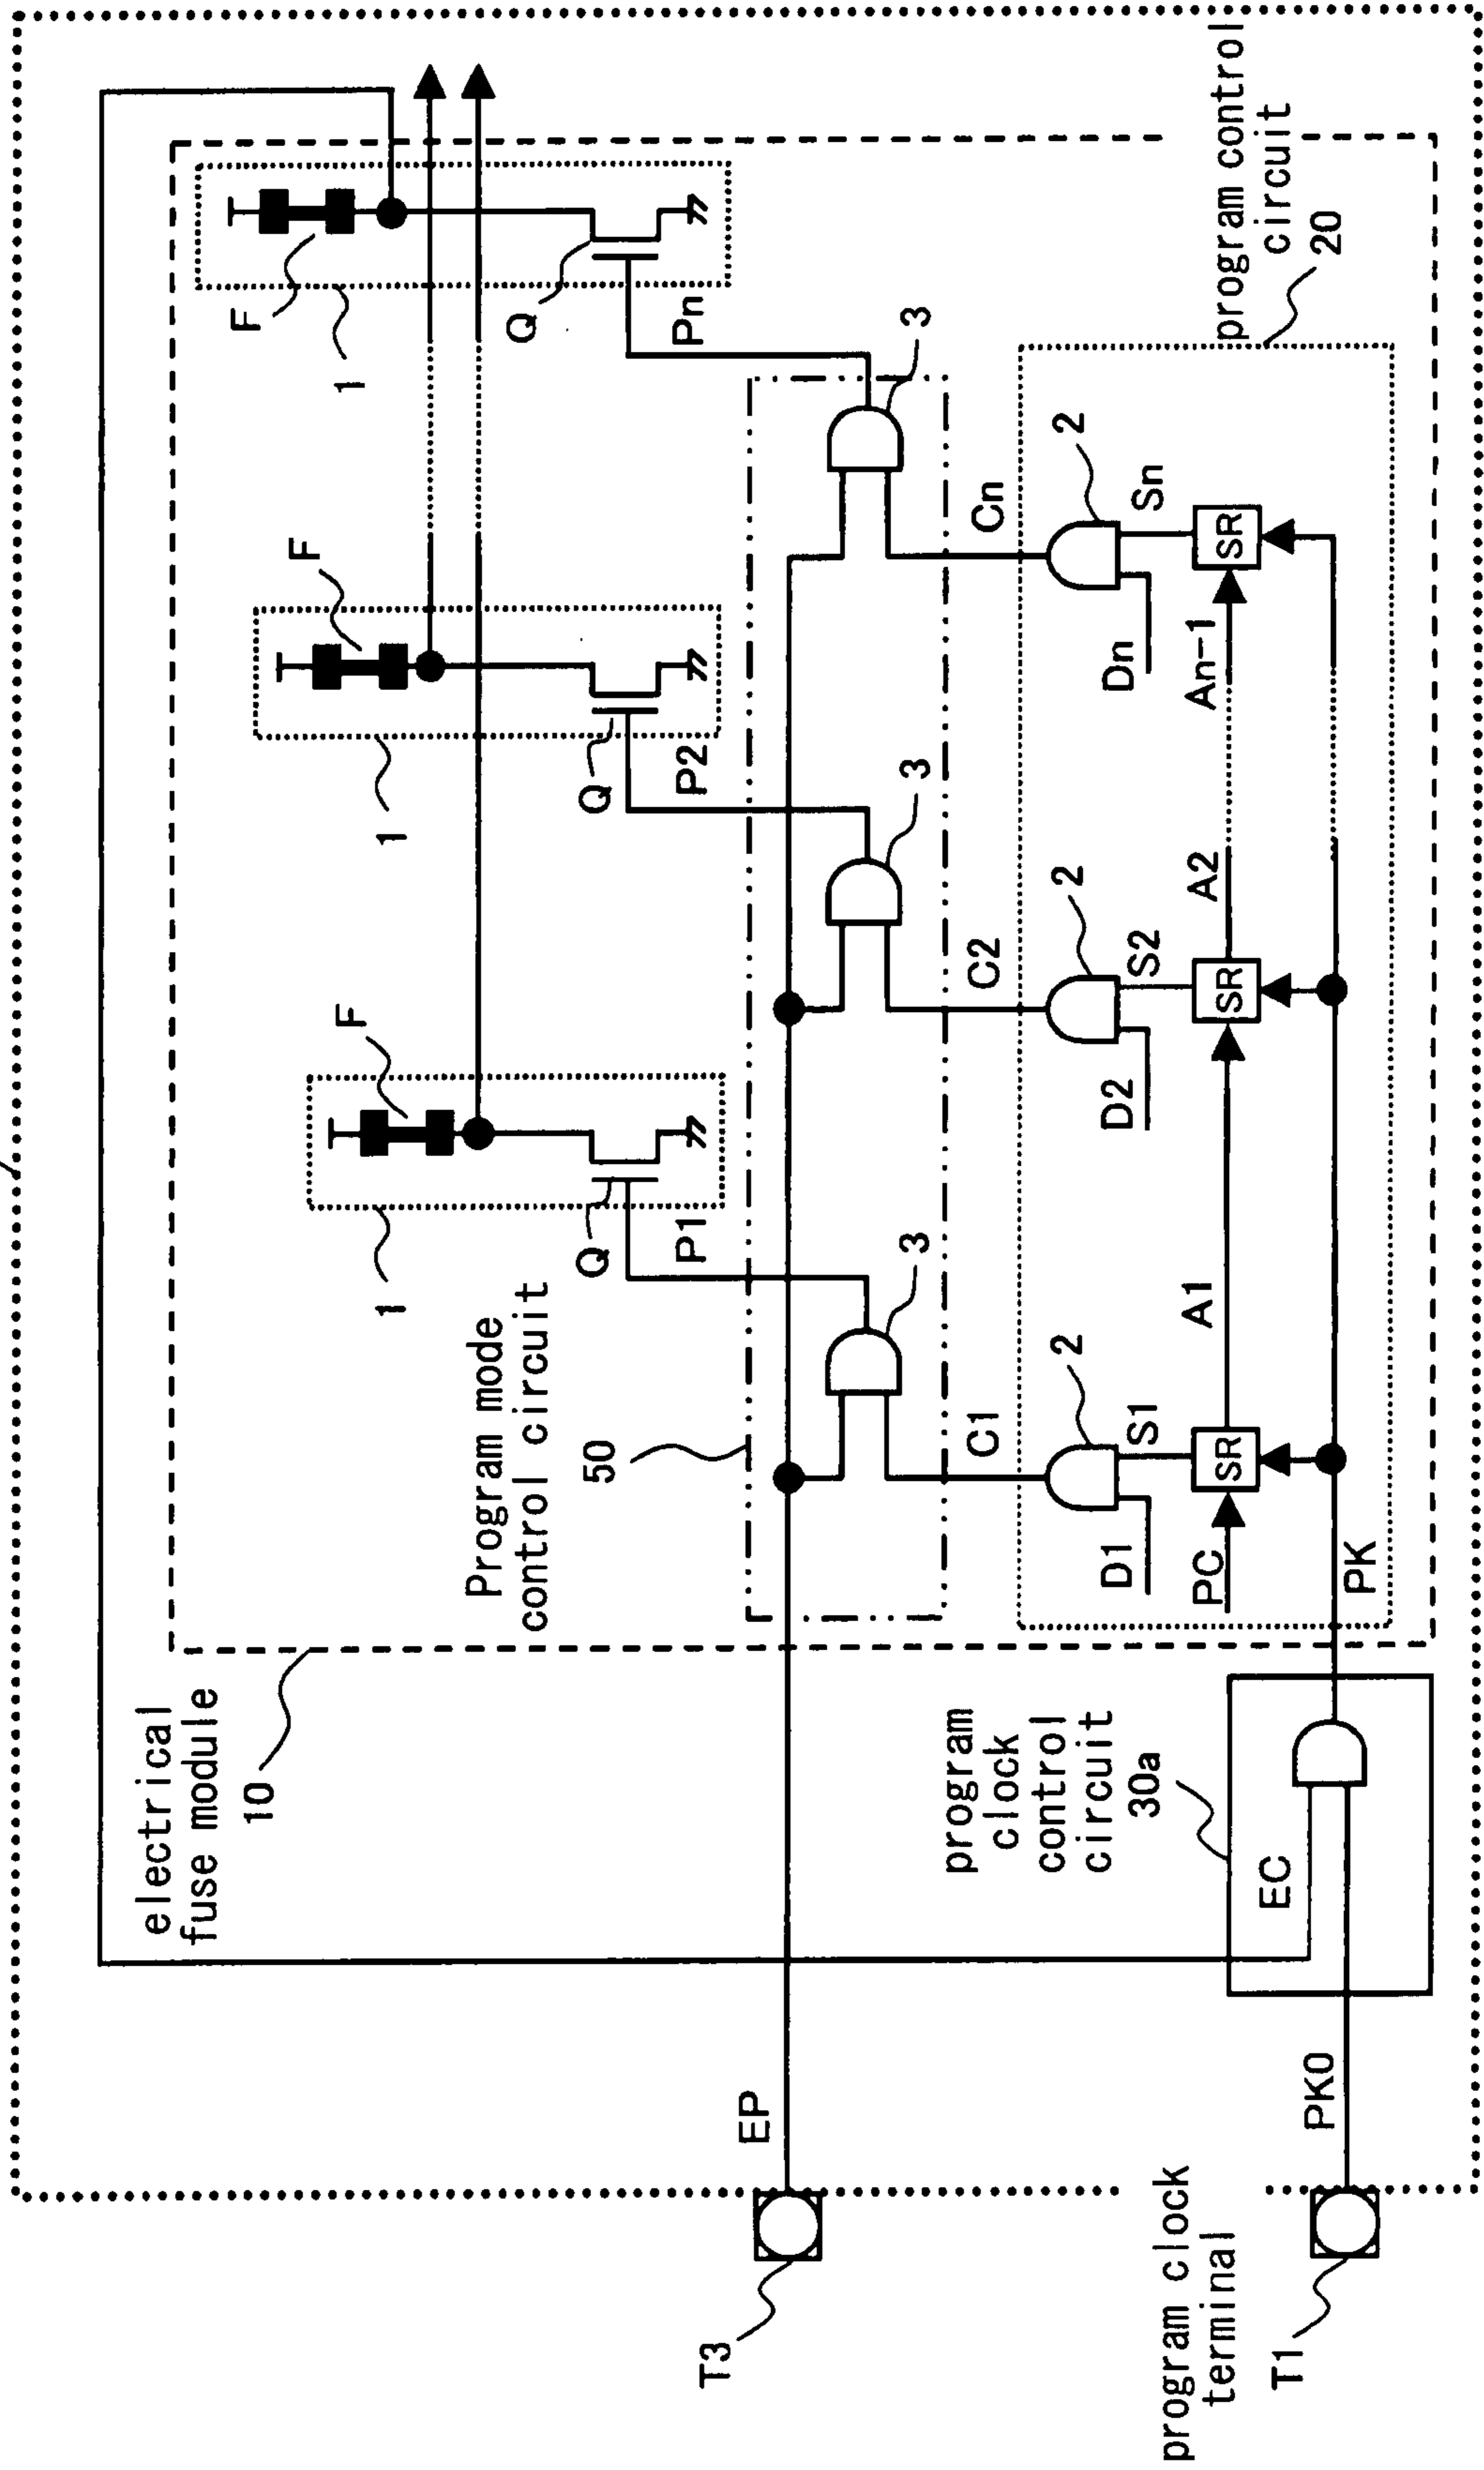 electrical
fuse module
10
F
1
Q
Pn
F
1
Q
P2
F
1
Q
P1
Program mode
control circuit
50
3
3
3
C1
C2
Cn
2
2
2
D1
S1
D2
S2
Dn
Sn
PC
SR
A1
SR
A2
An-1
SR
PK
program control
circuit
20
program
clock
control
circuit
30a
EC
EP
T3
PK0
program clock
terminal
T1